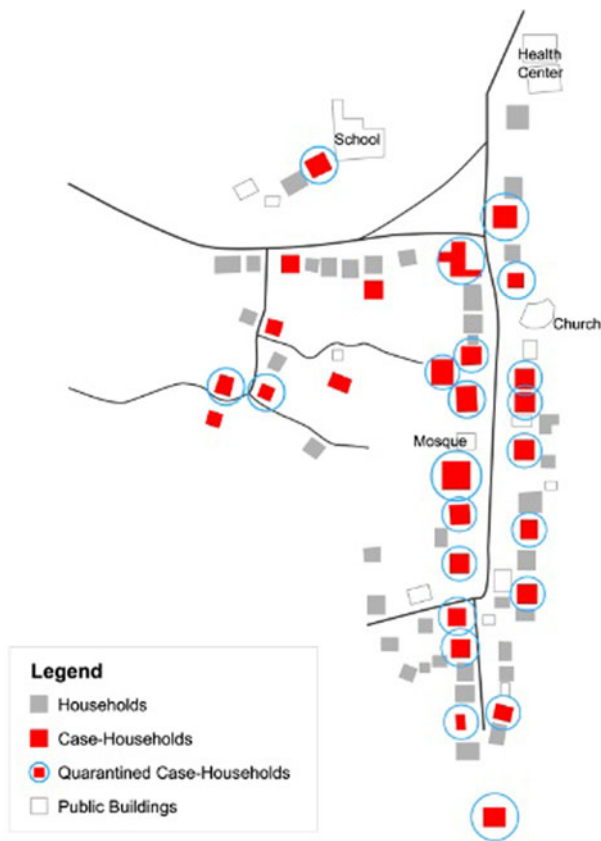 Health
Center
School
Church
Mosque
Legend
Households
Case-Households
Quarantined Case-Households
Public Buildings